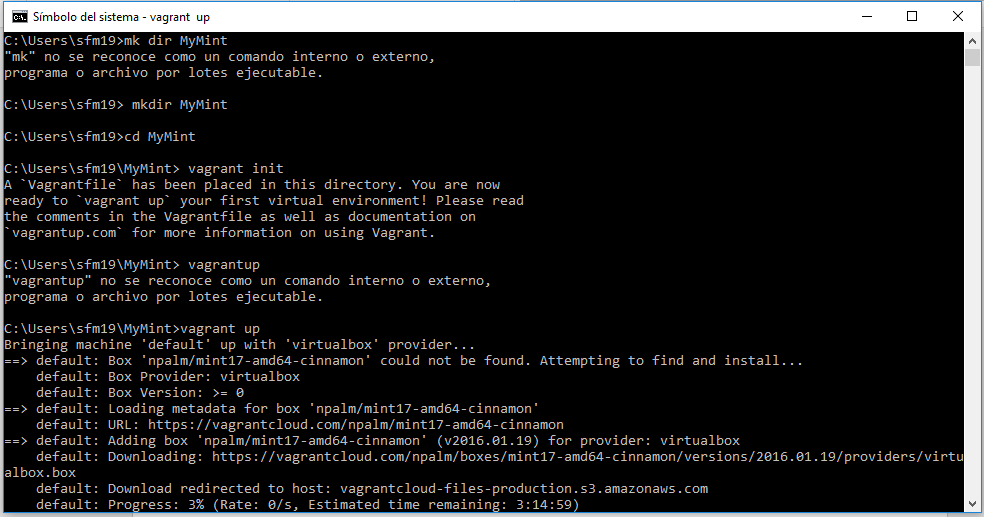 Símbolo del sistema - vagrant  up
C:\Users\sfm19>mk dir MyMint
"mk" no se reconoce como un comando interno o externo,
programa o archivo por lotes ejecutable.
C:\Users\sfm19> mkdir MyMint
C:\Users\sfm19>cd MyMint
C:\Users\sfm19\MyMint> vagrant init
A `Vagrantfile` has been placed in this directory. You are now
ready to `vagrant up` your first virtual environment! Please read
the comments in the Vagrantfile as well as documentation on
`vagrantup.com` for more information on using Vagrant.
C:\Users\sfm19\MyMint> vagrantup
"vagrantup" no se reconoce como un comando interno o externo,
programa o archivo por lotes ejecutable.
C:\Users\sfm19\MyMint>vagrant up
Bringing machine 'default' up with 'virtualbox' provider...
==> default: Box 'npalm/mint17-amd64-cinnamon' could not be found. Attempting to find and install...
    default: Box Provider: virtualbox
    default: Box Version: >= 0
==> default: Loading metadata for box 'npalm/mint17-amd64-cinnamon'
    default: URL: https://vagrantcloud.com/npalm/mint17-amd64-cinnamon
==> default: Adding box 'npalm/mint17-amd64-cinnamon' (v2016.01.19) for provider: virtualbox
    default: Downloading: https://vagrantcloud.com/npalm/boxes/mint17-amd64-cinnamon/versions/2016.01.19/providers/virtu
albox.box
    default: Download redirected to host: vagrantcloud-files-production.s3.amazonaws.com
    default: Progress: 3% (Rate: 0/s, Estimated time remaining: 3:14:59)